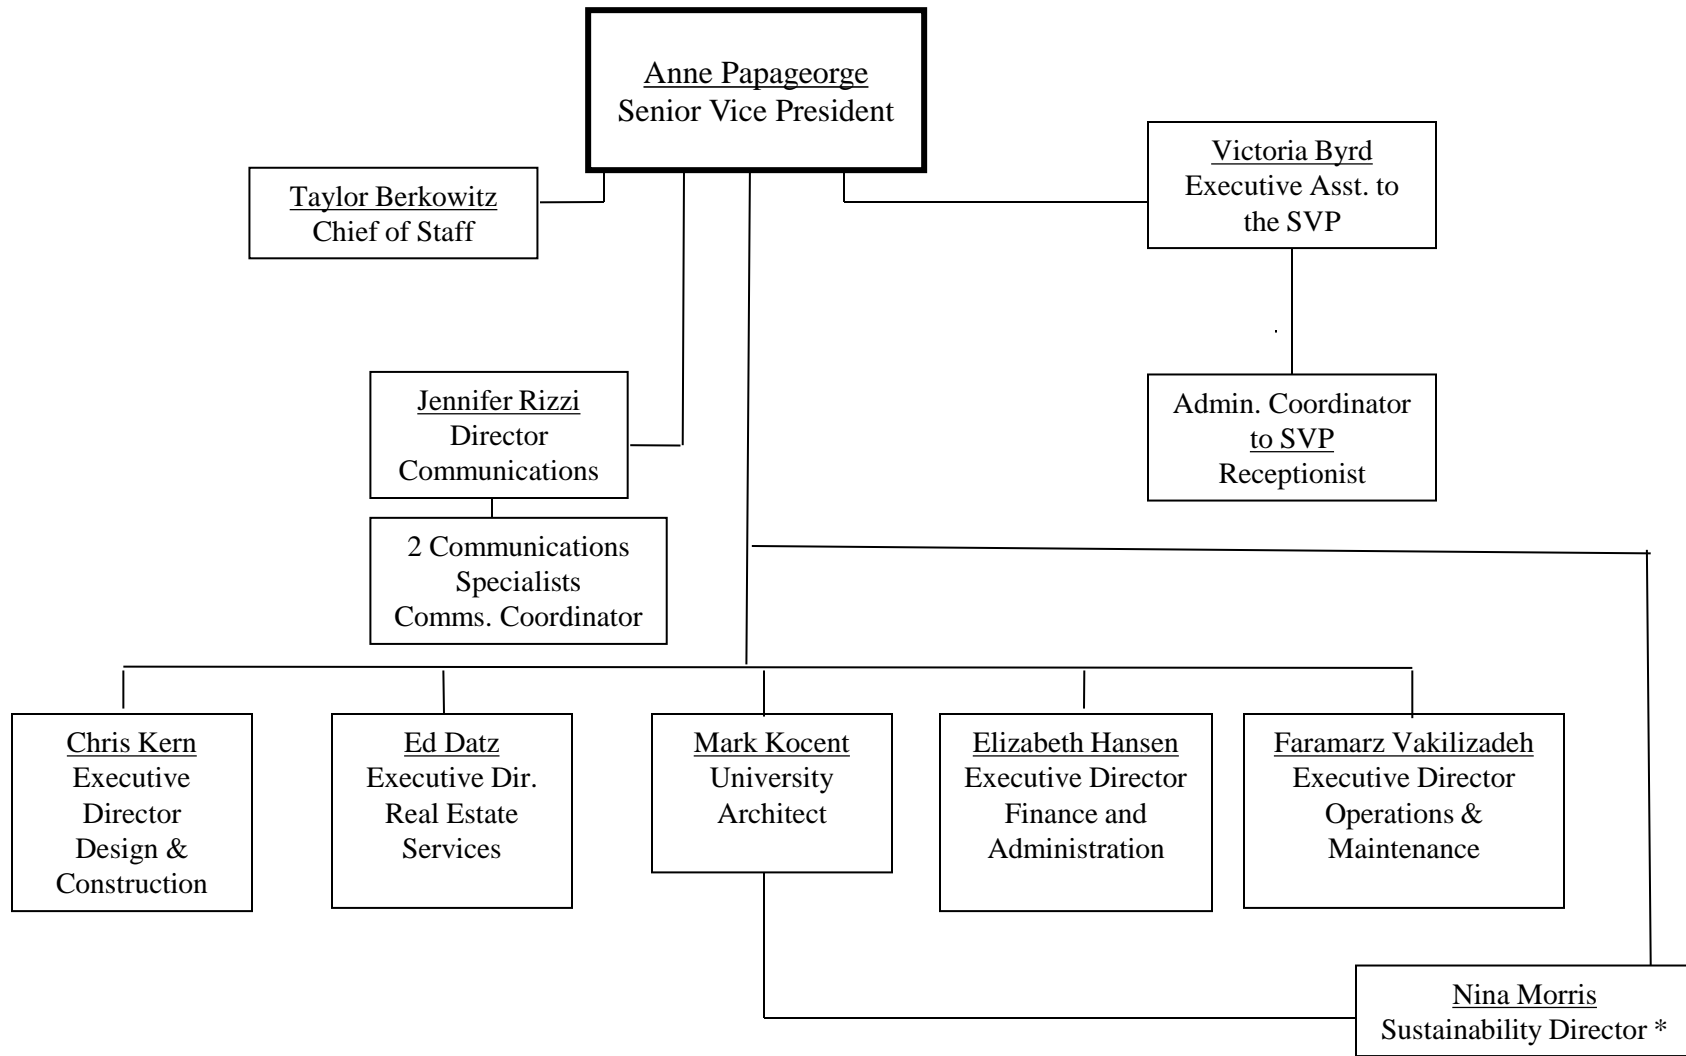 Anne Papageorge
Senior Vice President
Victoria Byrd
Executive Asst. to
the SVP
Taylor Berkowitz
Chief of Staff
Jennifer Rizzi
Director
Communications
Admin. Coordinator
to SVP
Receptionist
2 Communications
Specialists
Comms. Coordinator
Chris Kern
Executive
Director
Design &
Construction
Ed Datz
Executive Dir.
Real Estate
Services
Mark Kocent
University
Architect
Elizabeth Hansen
Executive Director
Finance and
Administration
Faramarz Vakilizadeh
Executive Director
Operations &
Maintenance
Nina Morris
Sustainability Director *